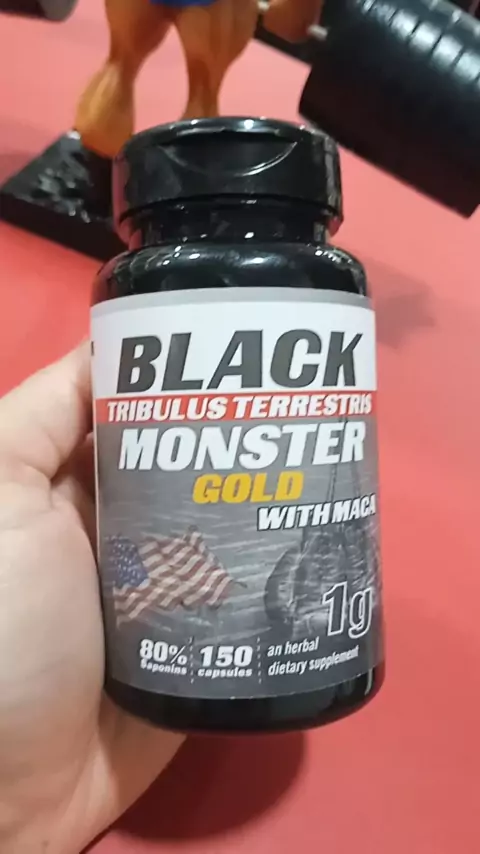 BLACK
TRIBULUS TERRESTRIS
MONSTER
GOLD
WITH MACA
1g
80% Saponins
150 capsules
an herbal
dietary supplement